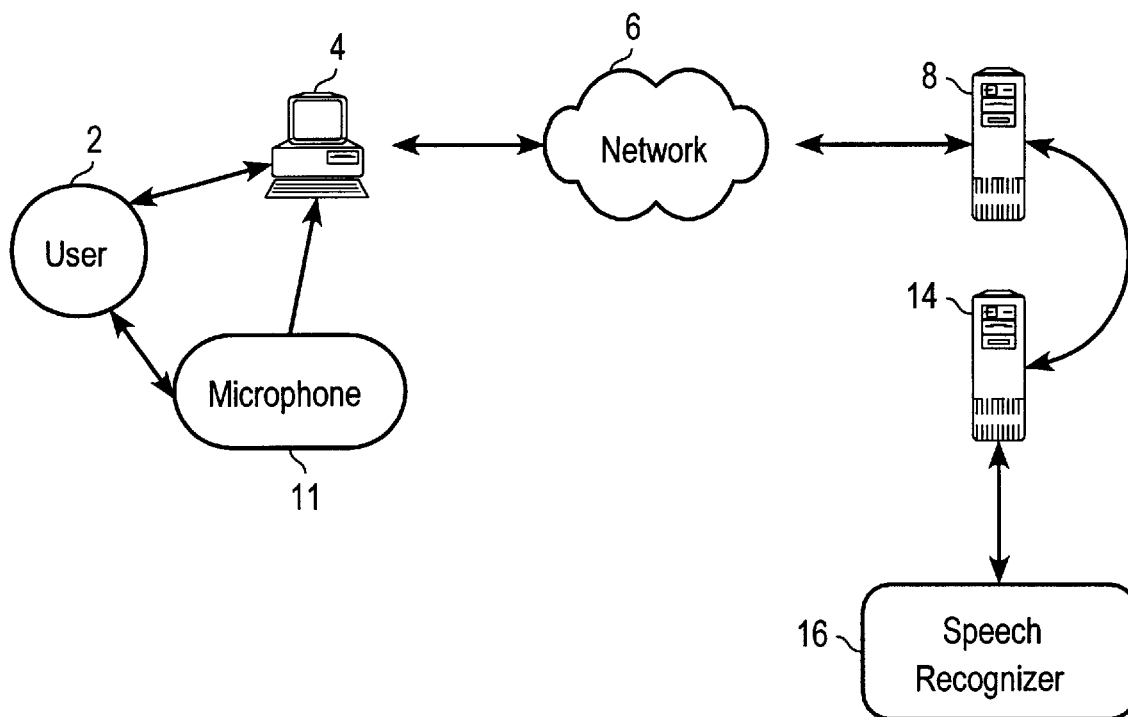 4
6
8
2
Network
User
14
Microphone
11
16
Speech
Recognizer